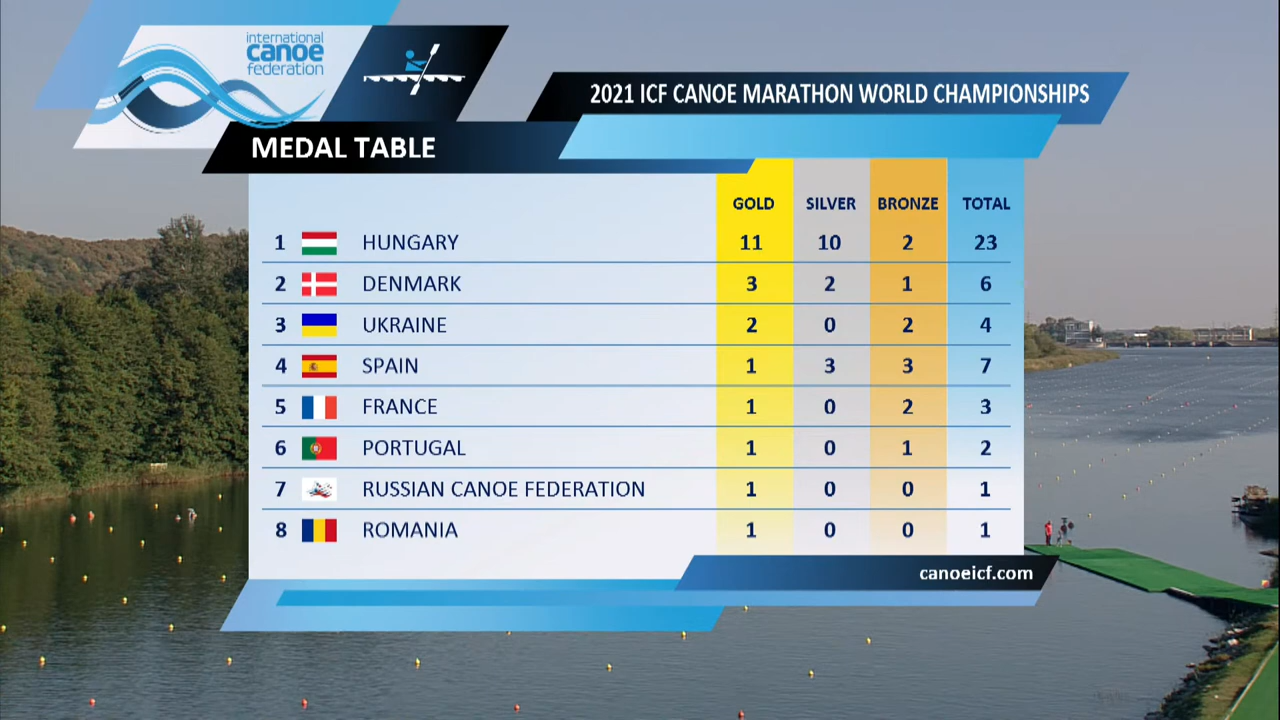 international
canoe
federation
2021 ICF CANOE MARATHON WORLD CHAMPIONSHIPS
MEDAL TABLE
GOLD SILVER BRONZE TOTAL
1 HUNGARY 11 10 2 23
2 DENMARK 3 2 1 6
3 UKRAINE 2 0 2 4
4 SPAIN 1 3 3 7
5 FRANCE 1 0 2 3
6 PORTUGAL 1 0 1 2
7 RUSSIAN CANOE FEDERATION 1 0 0 1
8 ROMANIA 1 0 0 1
canoeicf.com